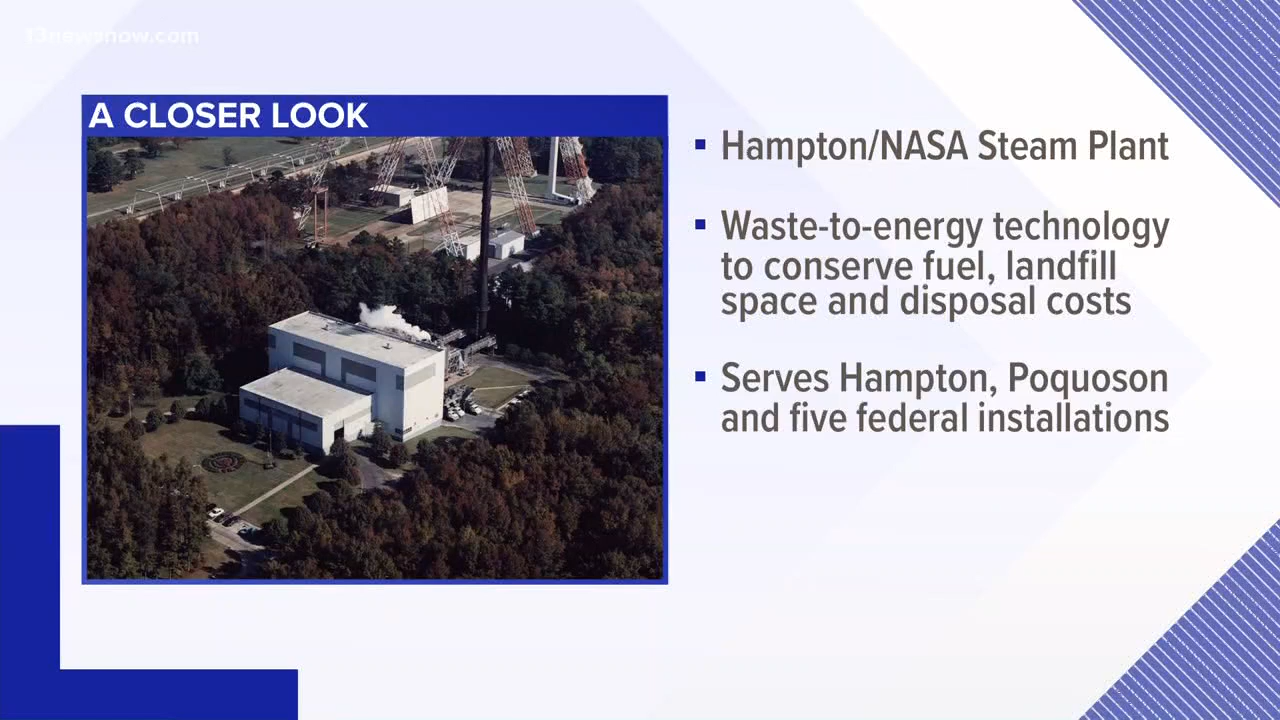 13newsnow.com
A CLOSER LOOK
▪ Hampton/NASA Steam Plant
▪ Waste-to-energy technology
to conserve fuel, landfill
space and disposal costs
▪ Serves Hampton, Poquoson
and five federal installations